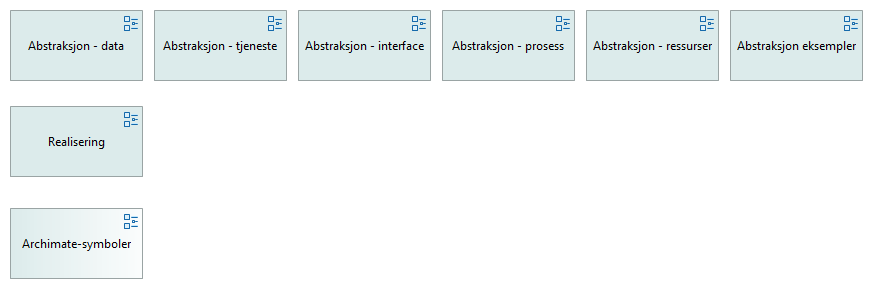 Abstraksjon - data
Abstraksjon - tjeneste
Abstraksjon - interface
Abstraksjon - prosess
Abstraksjon - ressurser
Abstraksjon eksempler
Realisering
Archimate-symboler